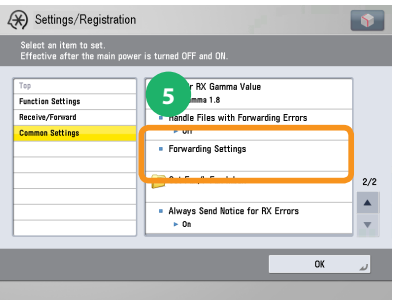 Settings/Registration
Select an item to set.
Effective after the main power is turned OFF and ON.
Top
Function Settings
Receive/Forward
Common Settings
5
RX Gamma Value
Gamma 1.8
Handle Files with Forwarding Errors
Off
Forwarding Settings
2/2
Always Send Notice for RX Errors
On
OK